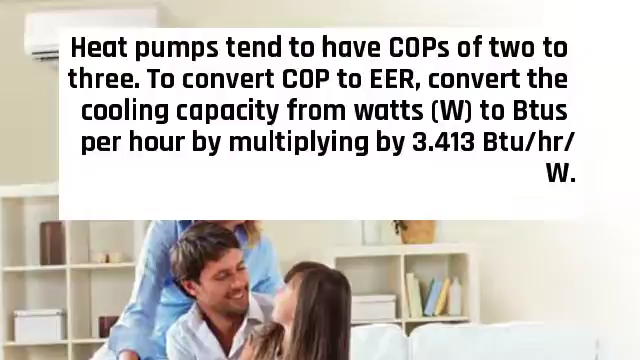 Heat pumps tend to have COPs of two to
three. To convert COP to EER, convert the
cooling capacity from watts (W) to Btus
per hour by multiplying by 3.413 Btu/hr/
W.